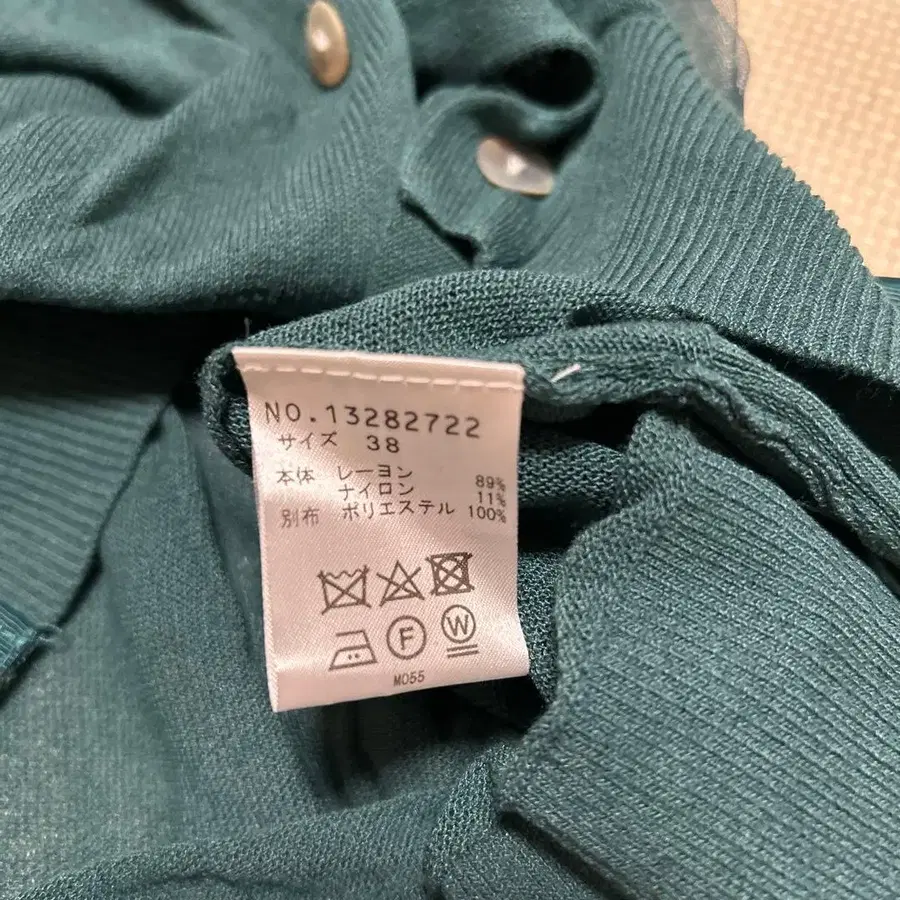 NO.13282722
サイズ 38
本体 レーヨン 89%
ナイロン 11%
別布 ポリエステル 100%
F W
M055